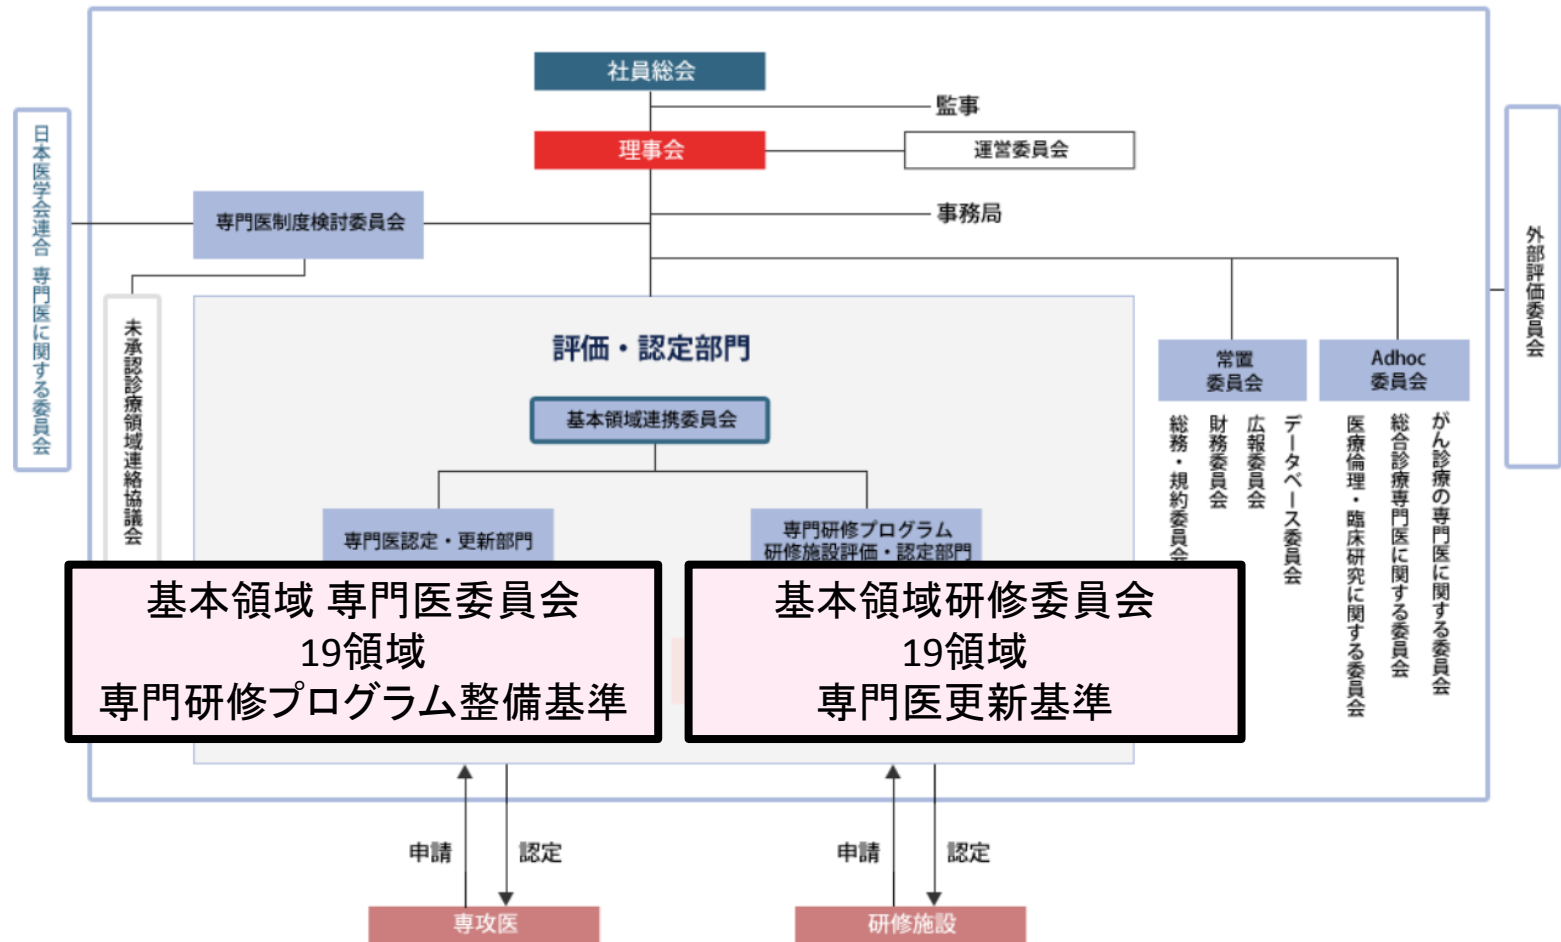 社員総会
監事
理事会
運営委員会
専門医制度検討委員会
事務局
日本医学会連合 専門医に関する委員会
未承認診療領域連絡協議会
外部評価委員会
評価・認定部門
基本領域連携委員会
専門医認定・更新部門
専門研修プログラム
研修施設評価・認定部門
常置
委員会
総務・規約委員会
財務委員会
広報委員会
データベース委員会
Adhoc
委員会
医療倫理・臨床研究に関する委員会
総合診療専門医に関する委員会
がん診療の専門医に関する委員会
基本領域 専門医委員会
19領域
専門研修プログラム整備基準
基本領域研修委員会
19領域
専門医更新基準
申請
認定
申請
認定
専攻医
研修施設